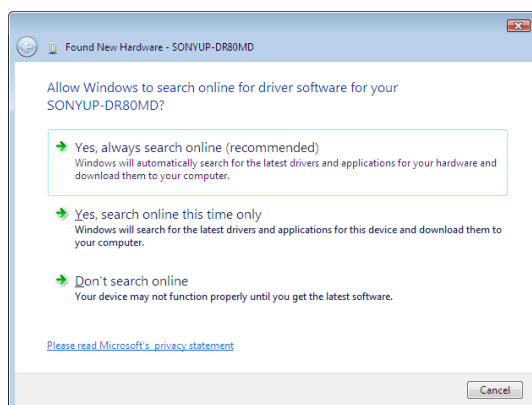 Found New Hardware - SONYUP-DR80MD
Allow Windows to search online for driver software for your
SONYUP-DR80MD?
Yes, always search online (recommended)
Windows will automatically search for the latest drivers and applications for your hardware and
download them to your computer.
Yes, search online this time only
Windows will search for the latest drivers and applications for this device and download them to
your computer.
Don't search online
Your device may not function properly until you get the latest software.
Please read Microsoft's privacy statement
Cancel